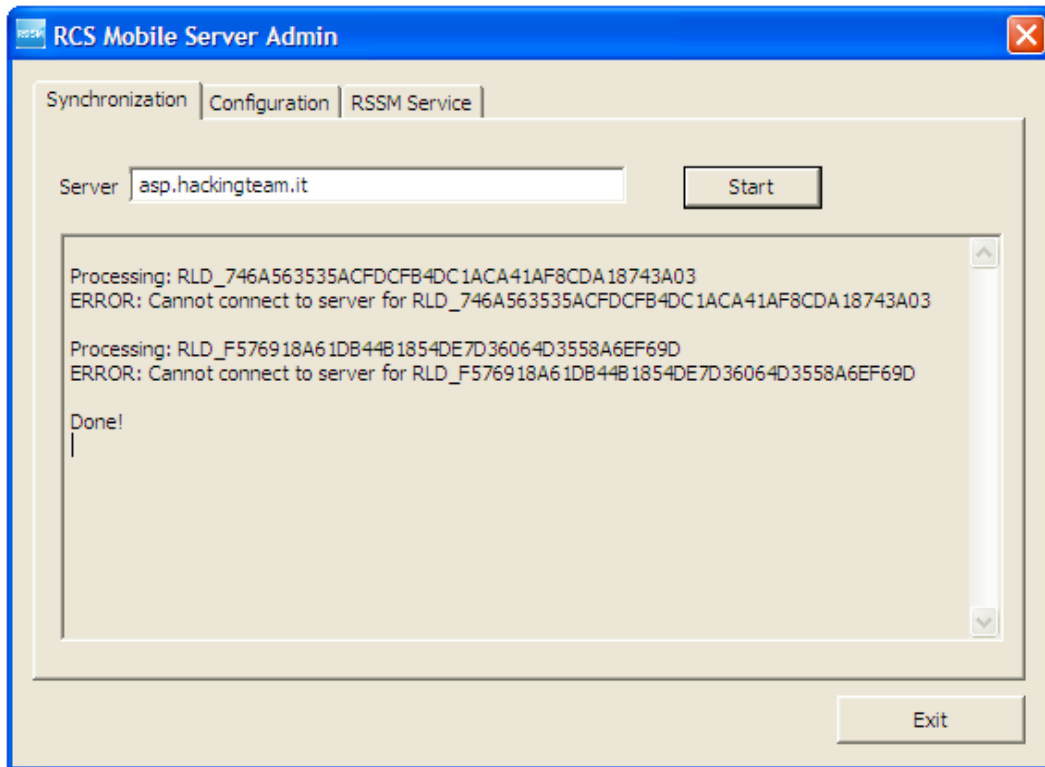 RSSM RCS Mobile Server Admin
Synchronization Configuration RSSM Service
Server asp.hackingteam.it Start
Processing: RLD_746A563535ACFDCFB4DC1ACA41AF8CDA18743A03
ERROR: Cannot connect to server for RLD_746A563535ACFDCFB4DC1ACA41AF8CDA18743A03
Processing: RLD_F576918A61DB44B1854DE7D36064D3558A6EF69D
ERROR: Cannot connect to server for RLD_F576918A61DB44B1854DE7D36064D3558A6EF69D
Done!
Exit